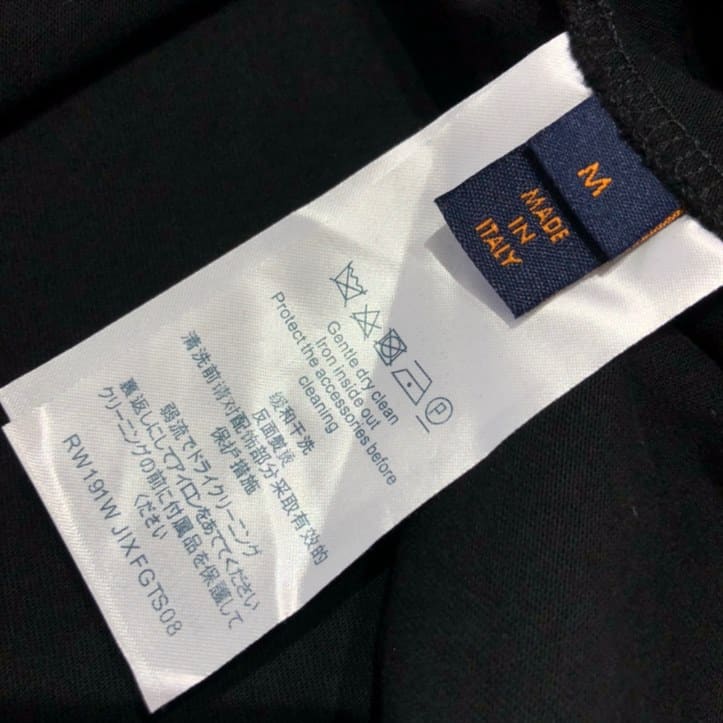 M
MADE
IN
ITALY
Gentle dry clean
Iron inside out
Protect the accessories before
cleaning
缓和干洗
反面熨烫
清洗前请对配饰部分采取有效的
保护措施
弱流でドライクリーニング
裏返しにしてアイロンをあててください
クリーニングの前に付属品を保護して
ください
RW191W JIXFGTS08